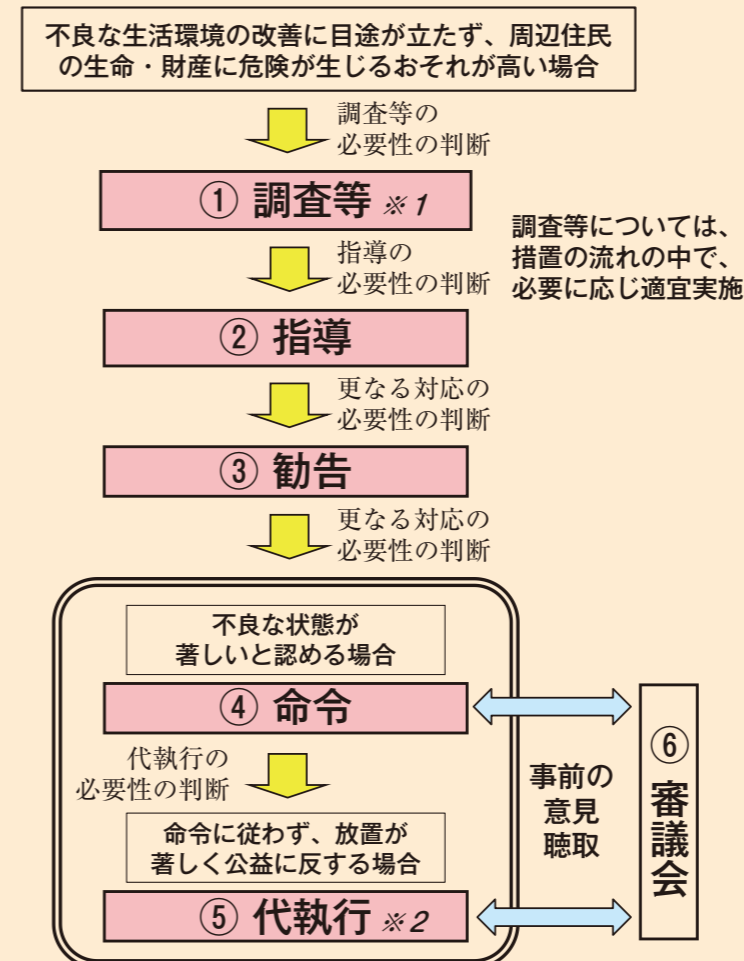 不良な生活環境の改善に目途が立たず、周辺住民
の生命・財産に危険が生じるおそれが高い場合
調査等の
必要性の判断
① 調査等 ※1
調査等については、
措置の流れの中で、
必要に応じ適宜実施
指導の
必要性の判断
② 指導
更なる対応の
必要性の判断
③ 勧告
更なる対応の
必要性の判断
不良な状態が
著しいと認める場合
④ 命令
代執行の
必要性の判断
命令に従わず、放置が
著しく公益に反する場合
⑤ 代執行 ※2
事前の
意見
聴取
⑥審議会